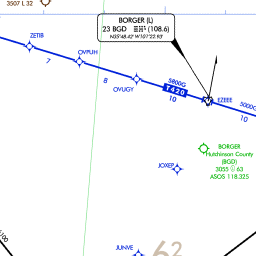 3507 L 32
BORGER (L)
23 BGD (108.6)
N35°48.42' W101°22.93'
ZETIB
OVPUH
7
8
OVUGY
5800G
T420
10
EZEEE
5000G
10
BORGER
Hutchinson County
(BGD)
3055 63
ASOS 118.325
JOXEP
JUNVE
6²